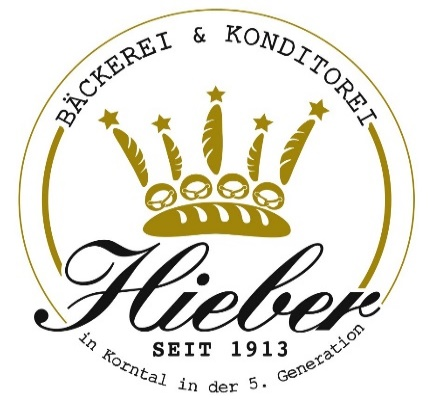 BÄCKEREI & KONDITOREI
Hieber
SEIT 1913
in Korntal in der 5. Generation